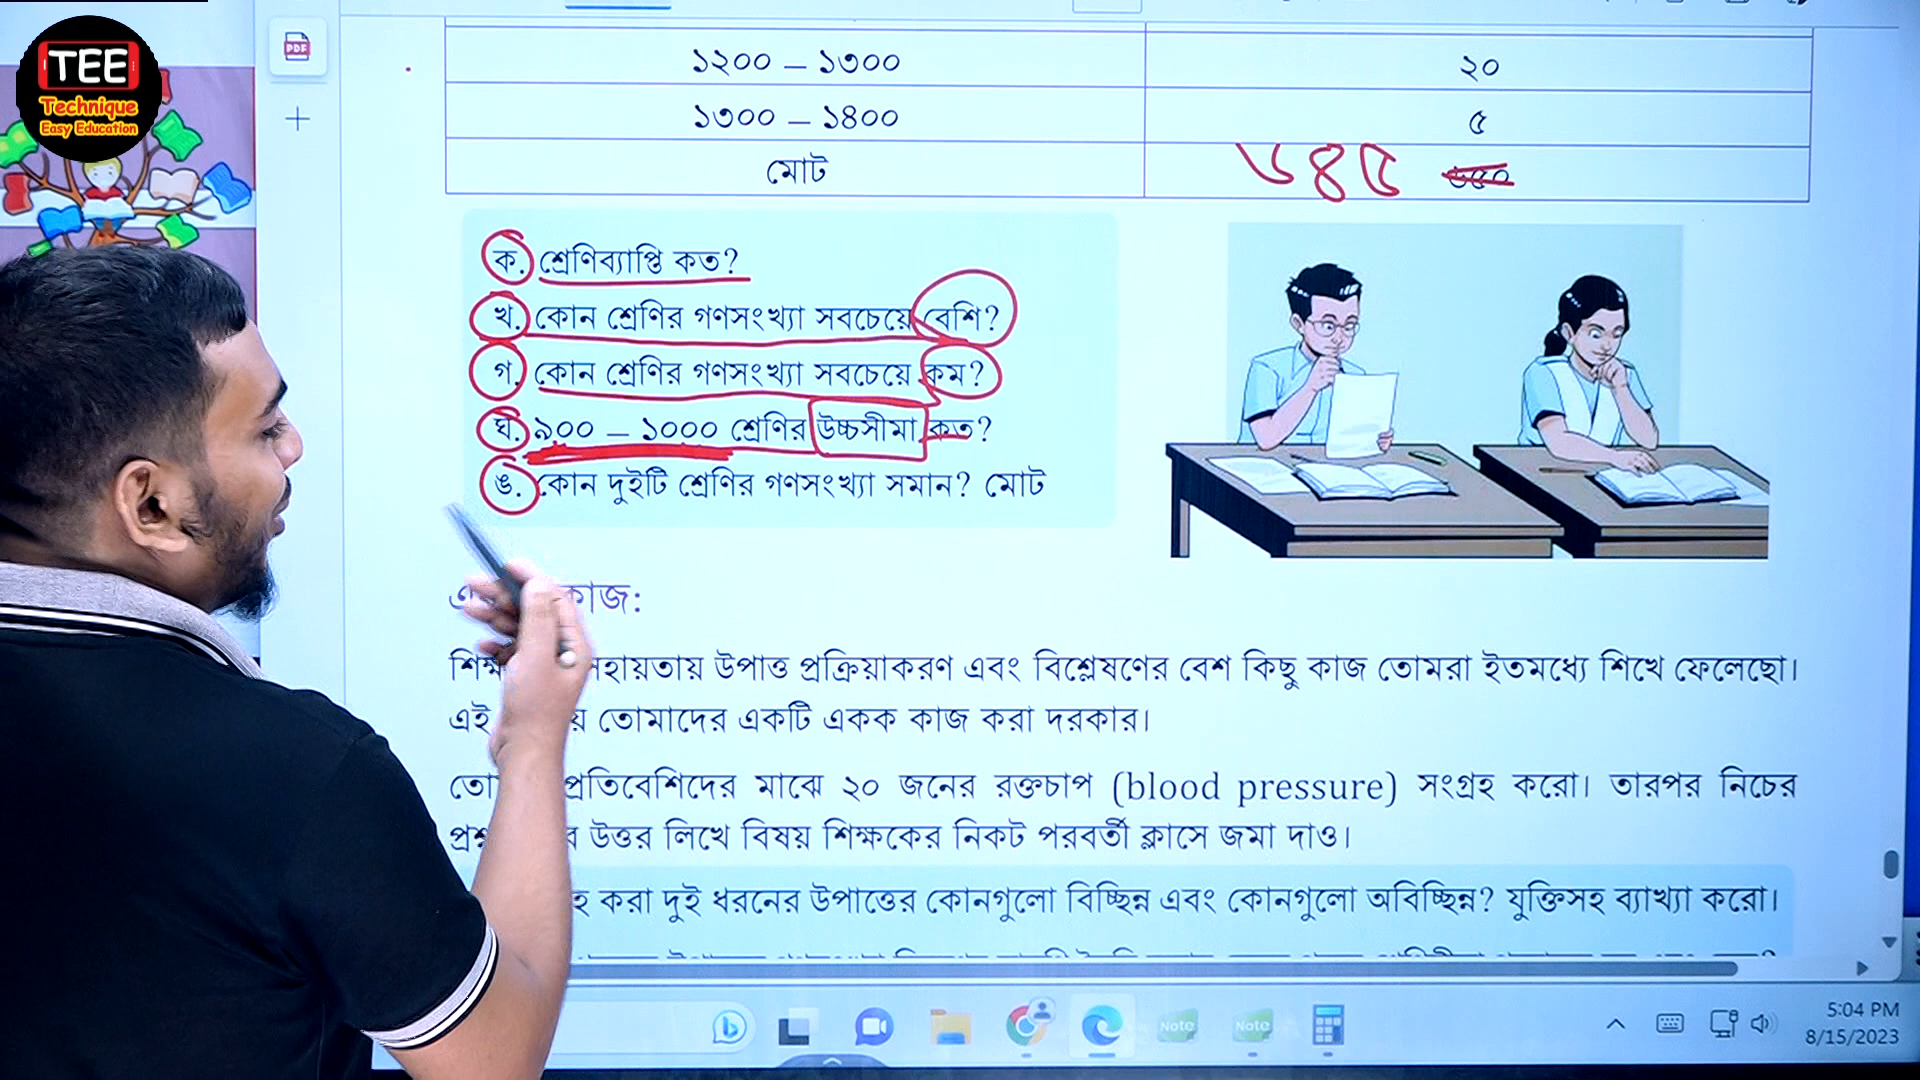 TEE
Technique
Easy Education
PDF
১২০০ – ১৩০০ ২০
১৩০০ – ১৪০০ ৫
মোট ৬৪৫
ক. শ্রেণিব্যাপ্তি কত?
খ. কোন শ্রেণির গণসংখ্যা সবচেয়ে বেশি?
গ. কোন শ্রেণির গণসংখ্যা সবচেয়ে কম?
ঘ. ৯০০ – ১০০০ শ্রেণির উচ্চসীমা কত?
ঙ. কোন দুইটি শ্রেণির গণসংখ্যা সমান? মোট
কাজ:
সহায়তায় উপাত্ত প্রক্রিয়াকরণ এবং বিশ্লেষণের বেশ কিছু কাজ তোমরা ইতমধ্যে শিখে ফেলেছো।
এই তোমাদের একটি একক কাজ করা দরকার।
প্রতিবেশিদের মাঝে ২০ জনের রক্তচাপ (blood pressure) সংগ্রহ করো। তারপর নিচের
উত্তর লিখে বিষয় শিক্ষকের নিকট পরবর্তী ক্লাসে জমা দাও।
করা দুই ধরনের উপাত্তের কোনগুলো বিচ্ছিন্ন এবং কোনগুলো অবিচ্ছিন্ন? যুক্তিসহ ব্যাখ্যা করো।
Note
Note
5:04 PM
8/15/2023